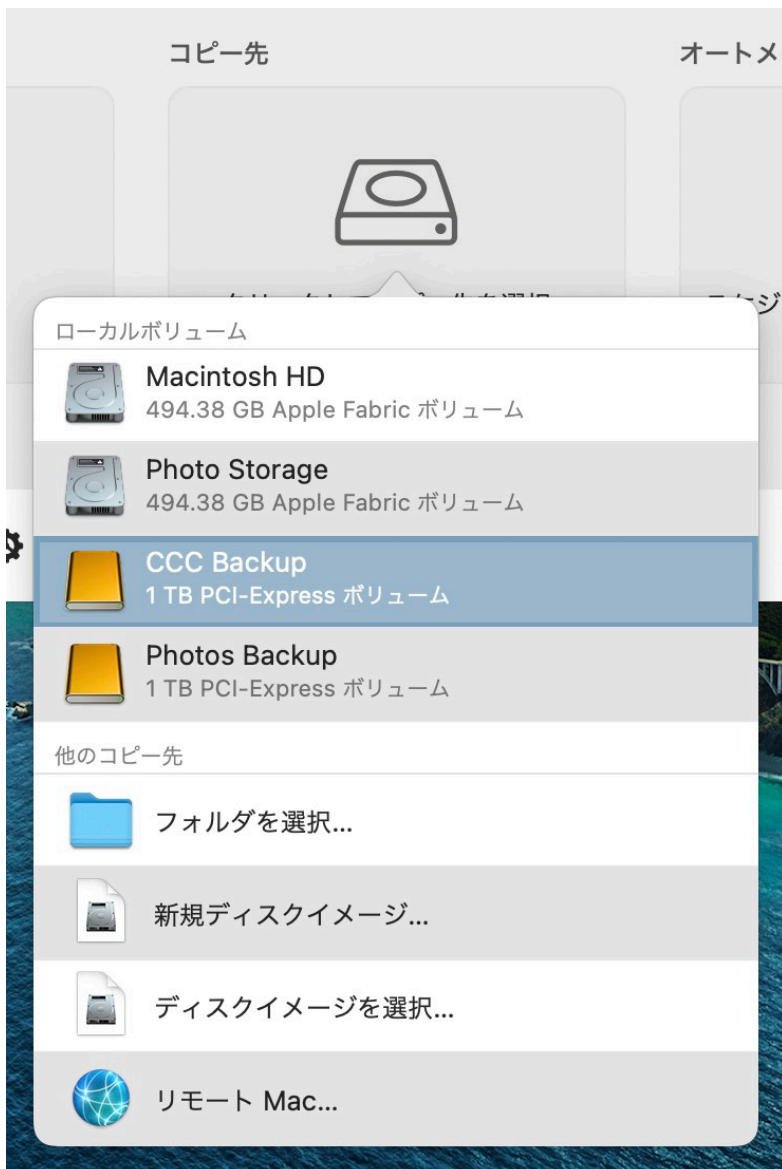 コピー先
オートメ
ローカルボリューム
Macintosh HD
494.38 GB Apple Fabric ボリューム
Photo Storage
494.38 GB Apple Fabric ボリューム
CCC Backup
1 TB PCI-Express ボリューム
Photos Backup
1 TB PCI-Express ボリューム
他のコピー先
フォルダを選択...
新規ディスクイメージ...
ディスクイメージを選択...
リモート Mac...